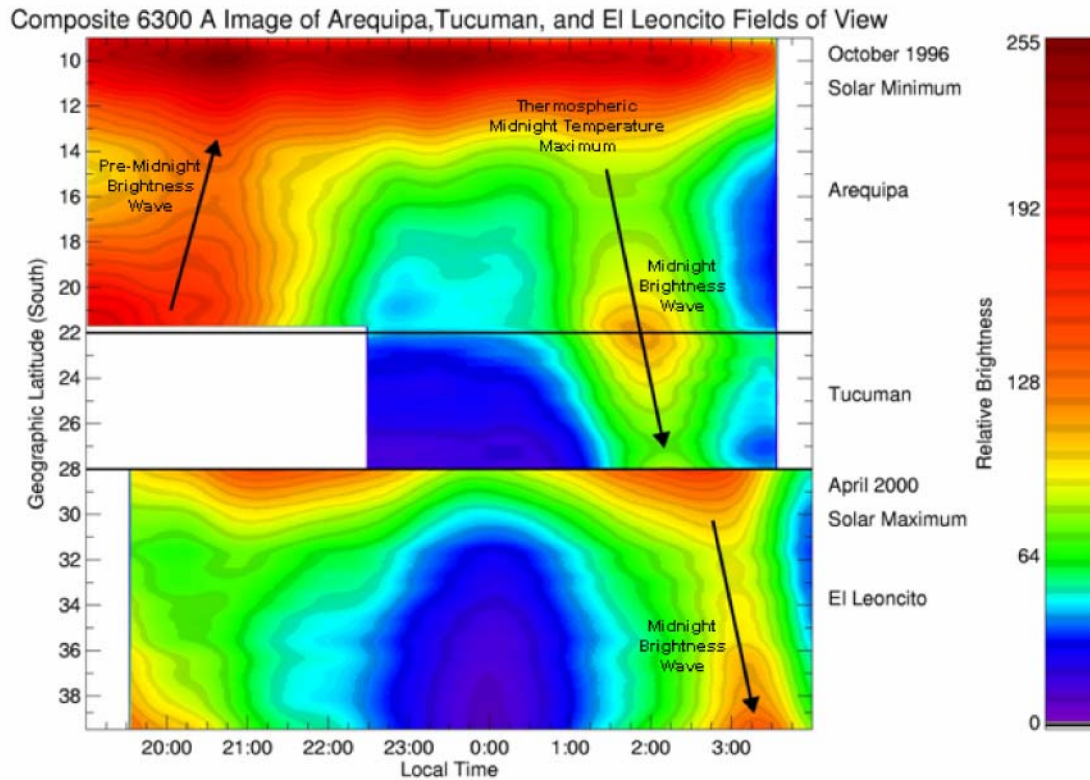 Composite 6300 A Image of Arequipa,Tucuman, and El Leoncito Fields of View
Geographic Latitude (South)
10
12
14
16
18
20
22
24
26
28
30
32
34
36
38
Pre-Midnight
Brightness
Wave
Thermospheric
Midnight Temperature
Maximum
Midnight
Brightness
Wave
Midnight
Brightness
Wave
October 1996
Solar Minimum
Arequipa
Tucuman
April 2000
Solar Maximum
El Leoncito
20:00 21:00 22:00 23:00 0:00 1:00 2:00 3:00
Local Time
Relative Brightness
255
192
128
64
0